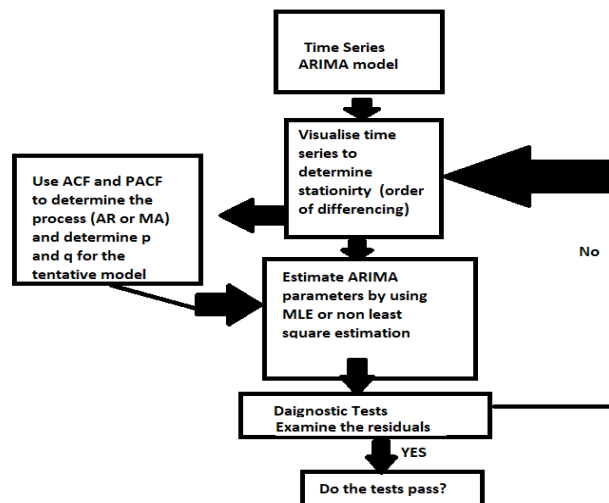 Time Series
ARIMA model
Visualise time
series to
determine
stationirty (order
of differencing)
Use ACF and PACF
to determine the
process (AR or MA)
and determine p
and q for the
tentative model
No
Estimate ARIMA
parameters by using
MLE or non least
square estimation
Daignostic Tests
Examine the residuals
YES
Do the tests pass?